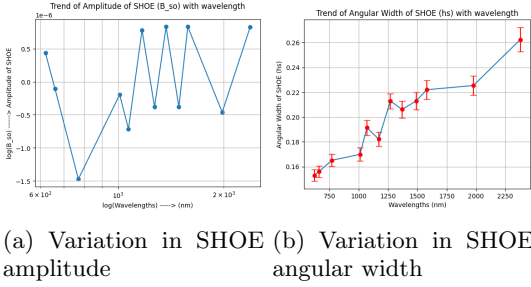 Trend of Amplitude of SHOE (B_so) with wavelength
1e−6
0.5
0.0
−0.5
−1.0
−1.5
log(B_so) -----> Amplitude of SHOE
6 × 10²
10³
2 × 10³
log(Wavelengths) ----> (nm)
Trend of Angular Width of SHOE (hs) with wavelength
0.26
0.24
0.22
0.20
0.18
0.16
Angular Width of SHOE (hs)
750
1000
1250
1500
1750
2000
2250
Wavelengths (nm)
(a) Variation in SHOE
amplitude
(b) Variation in SHOE
angular width